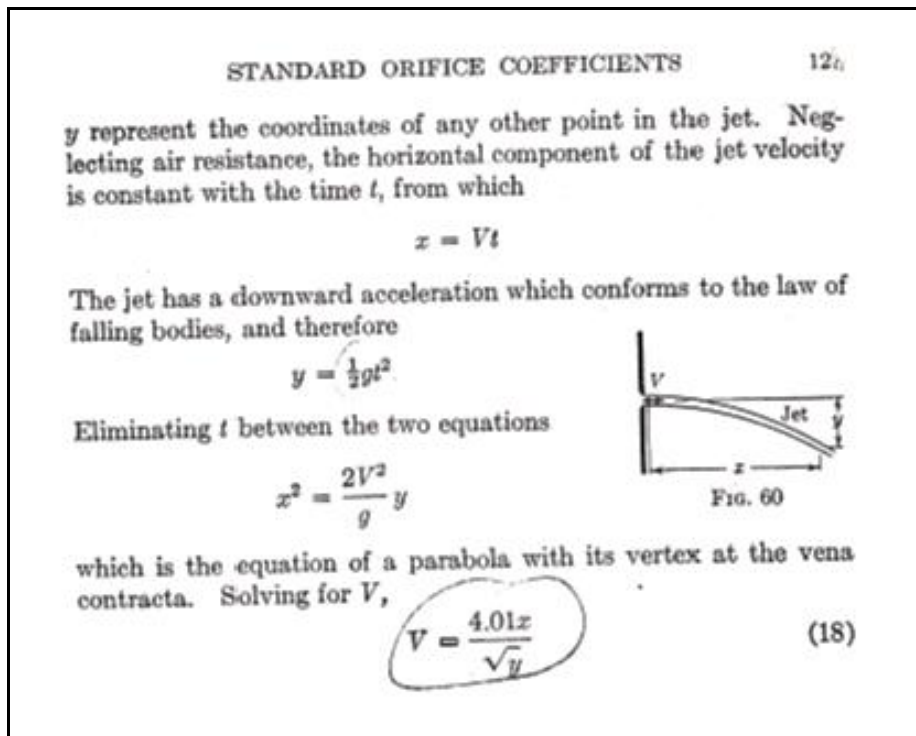 STANDARD ORIFICE COEFFICIENTS
y represent the coordinates of any other point in the jet. Neg-
lecting air resistance, the horizontal component of the jet velocity
is constant with the time t, from which
x = Vt
The jet has a downward acceleration which conforms to the law of
falling bodies, and therefore
y = ½gt²
V
Jet
y
Eliminating t between the two equations
x
x² = 2V²/g y
FIG. 60
which is the equation of a parabola with its vertex at the vena
contracta. Solving for V,
V = 4.01x/√y
(18)